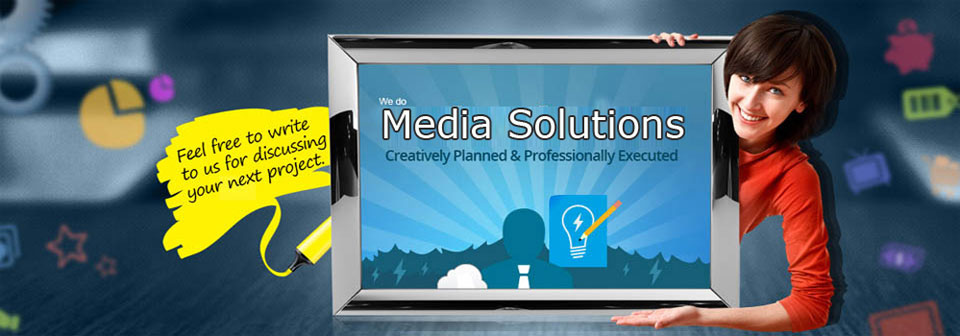 Feel free to write
to us for discussing
your next project.
We do
Media Solutions
Creatively Planned & Professionally Executed